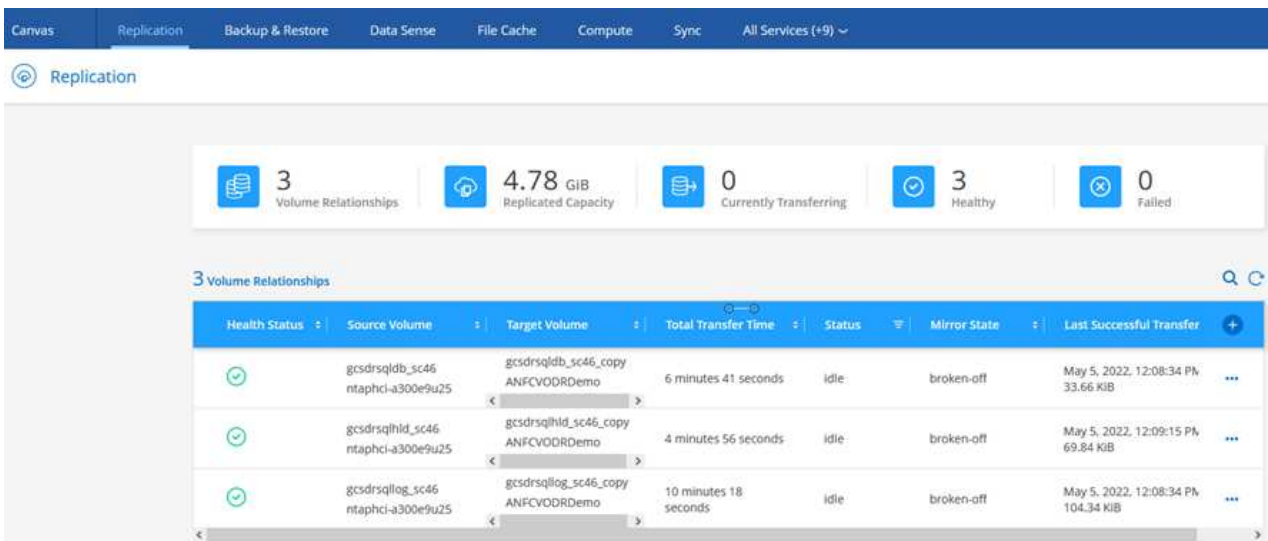 Canvas Replication Backup & Restore Data Sense File Cache Compute Sync All Services (+9)
Replication
3 4.78 GiB 0 3 0
Volume Relationships Replicated Capacity Currently Transferring Healthy Failed
3 Volume Relationships
Health Status Source Volume Target Volume Total Transfer Time Status Mirror State Last Successful Transfer
gcsdrsqldb_sc46 gcsdrsqldb_sc46_copy 6 minutes 41 seconds idle broken-off May 5, 2022, 12:08:34 PM
ntaphci-a300e9u25 ANFCVODRDemo 33.66 KiB
gcsdrsqlhld_sc46 gcsdrsqlhld_sc46_copy 4 minutes 56 seconds idle broken-off May 5, 2022, 12:09:15 PM
ntaphci-a300e9u25 ANFCVODRDemo 69.84 KiB
gcsdrsqllog_sc46 gcsdrsqllog_sc46_copy 10 minutes 18 idle broken-off May 5, 2022, 12:08:34 PM
ntaphci-a300e9u25 ANFCVODRDemo seconds 104.34 KiB